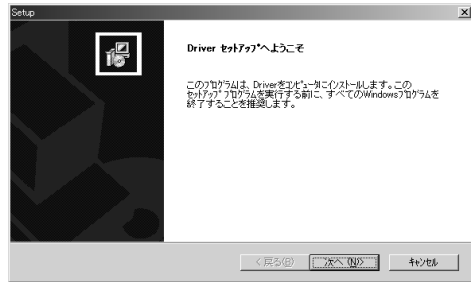 Setup
Driver ｾｯﾄｱｯﾌﾟへようこそ
このﾌﾟﾛｸﾞﾗﾑは、Driverをｺﾝﾋﾟｭｰﾀにｲﾝｽﾄｰﾙします。この
ｾｯﾄｱｯﾌﾟ ﾌﾟﾛｸﾞﾗﾑを実行する前に、すべてのWindowsﾌﾟﾛｸﾞﾗﾑを
終了することを推奨します。
< 戻る(B) 次へ (N)> ｷｬﾝｾﾙ